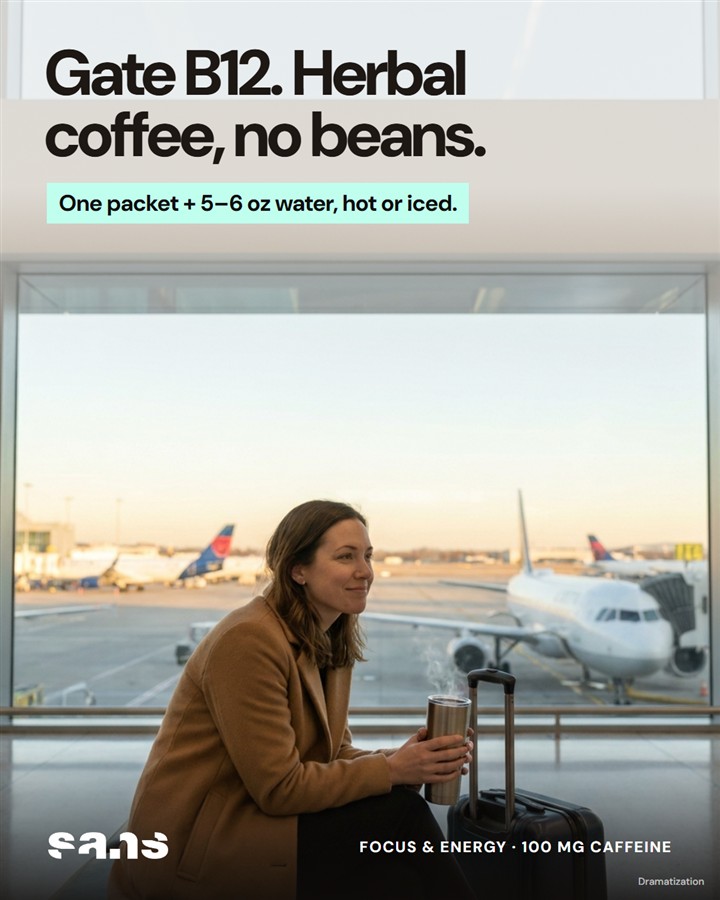 Gate B12. Herbal
coffee, no beans.
One packet + 5–6 oz water, hot or iced.
sans
FOCUS & ENERGY · 100 MG CAFFEINE
Dramatization